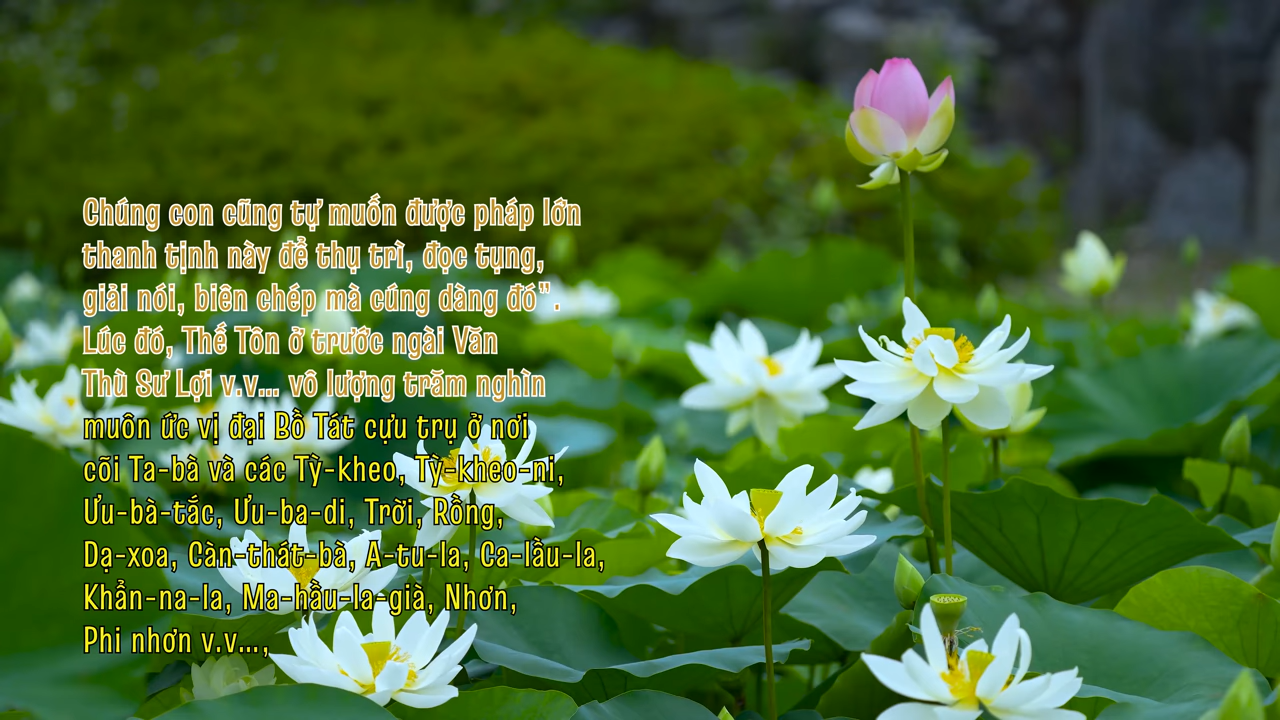 Chúng con cũng tự muốn được pháp lớn
thanh tịnh này để thụ trì, đọc tụng,
giải nói, biên chép mà cúng dàng đó”.
Lúc đó, Thế Tôn ở trước ngài Văn
Thù Sư Lợi v.v... vô lượng trăm nghìn
muôn ức vị đại Bồ Tát cựu trụ ở nơi
cõi Ta-bà và các Tỳ-kheo, Tỳ-kheo-ni,
Ưu-bà-tắc, Ưu-ba-di, Trời, Rồng,
Dạ-xoa, Càn-thát-bà, A-tu-la, Ca-lầu-la,
Khẩn-na-la, Ma-hầu-la-già, Nhơn,
Phi nhơn v.v...,